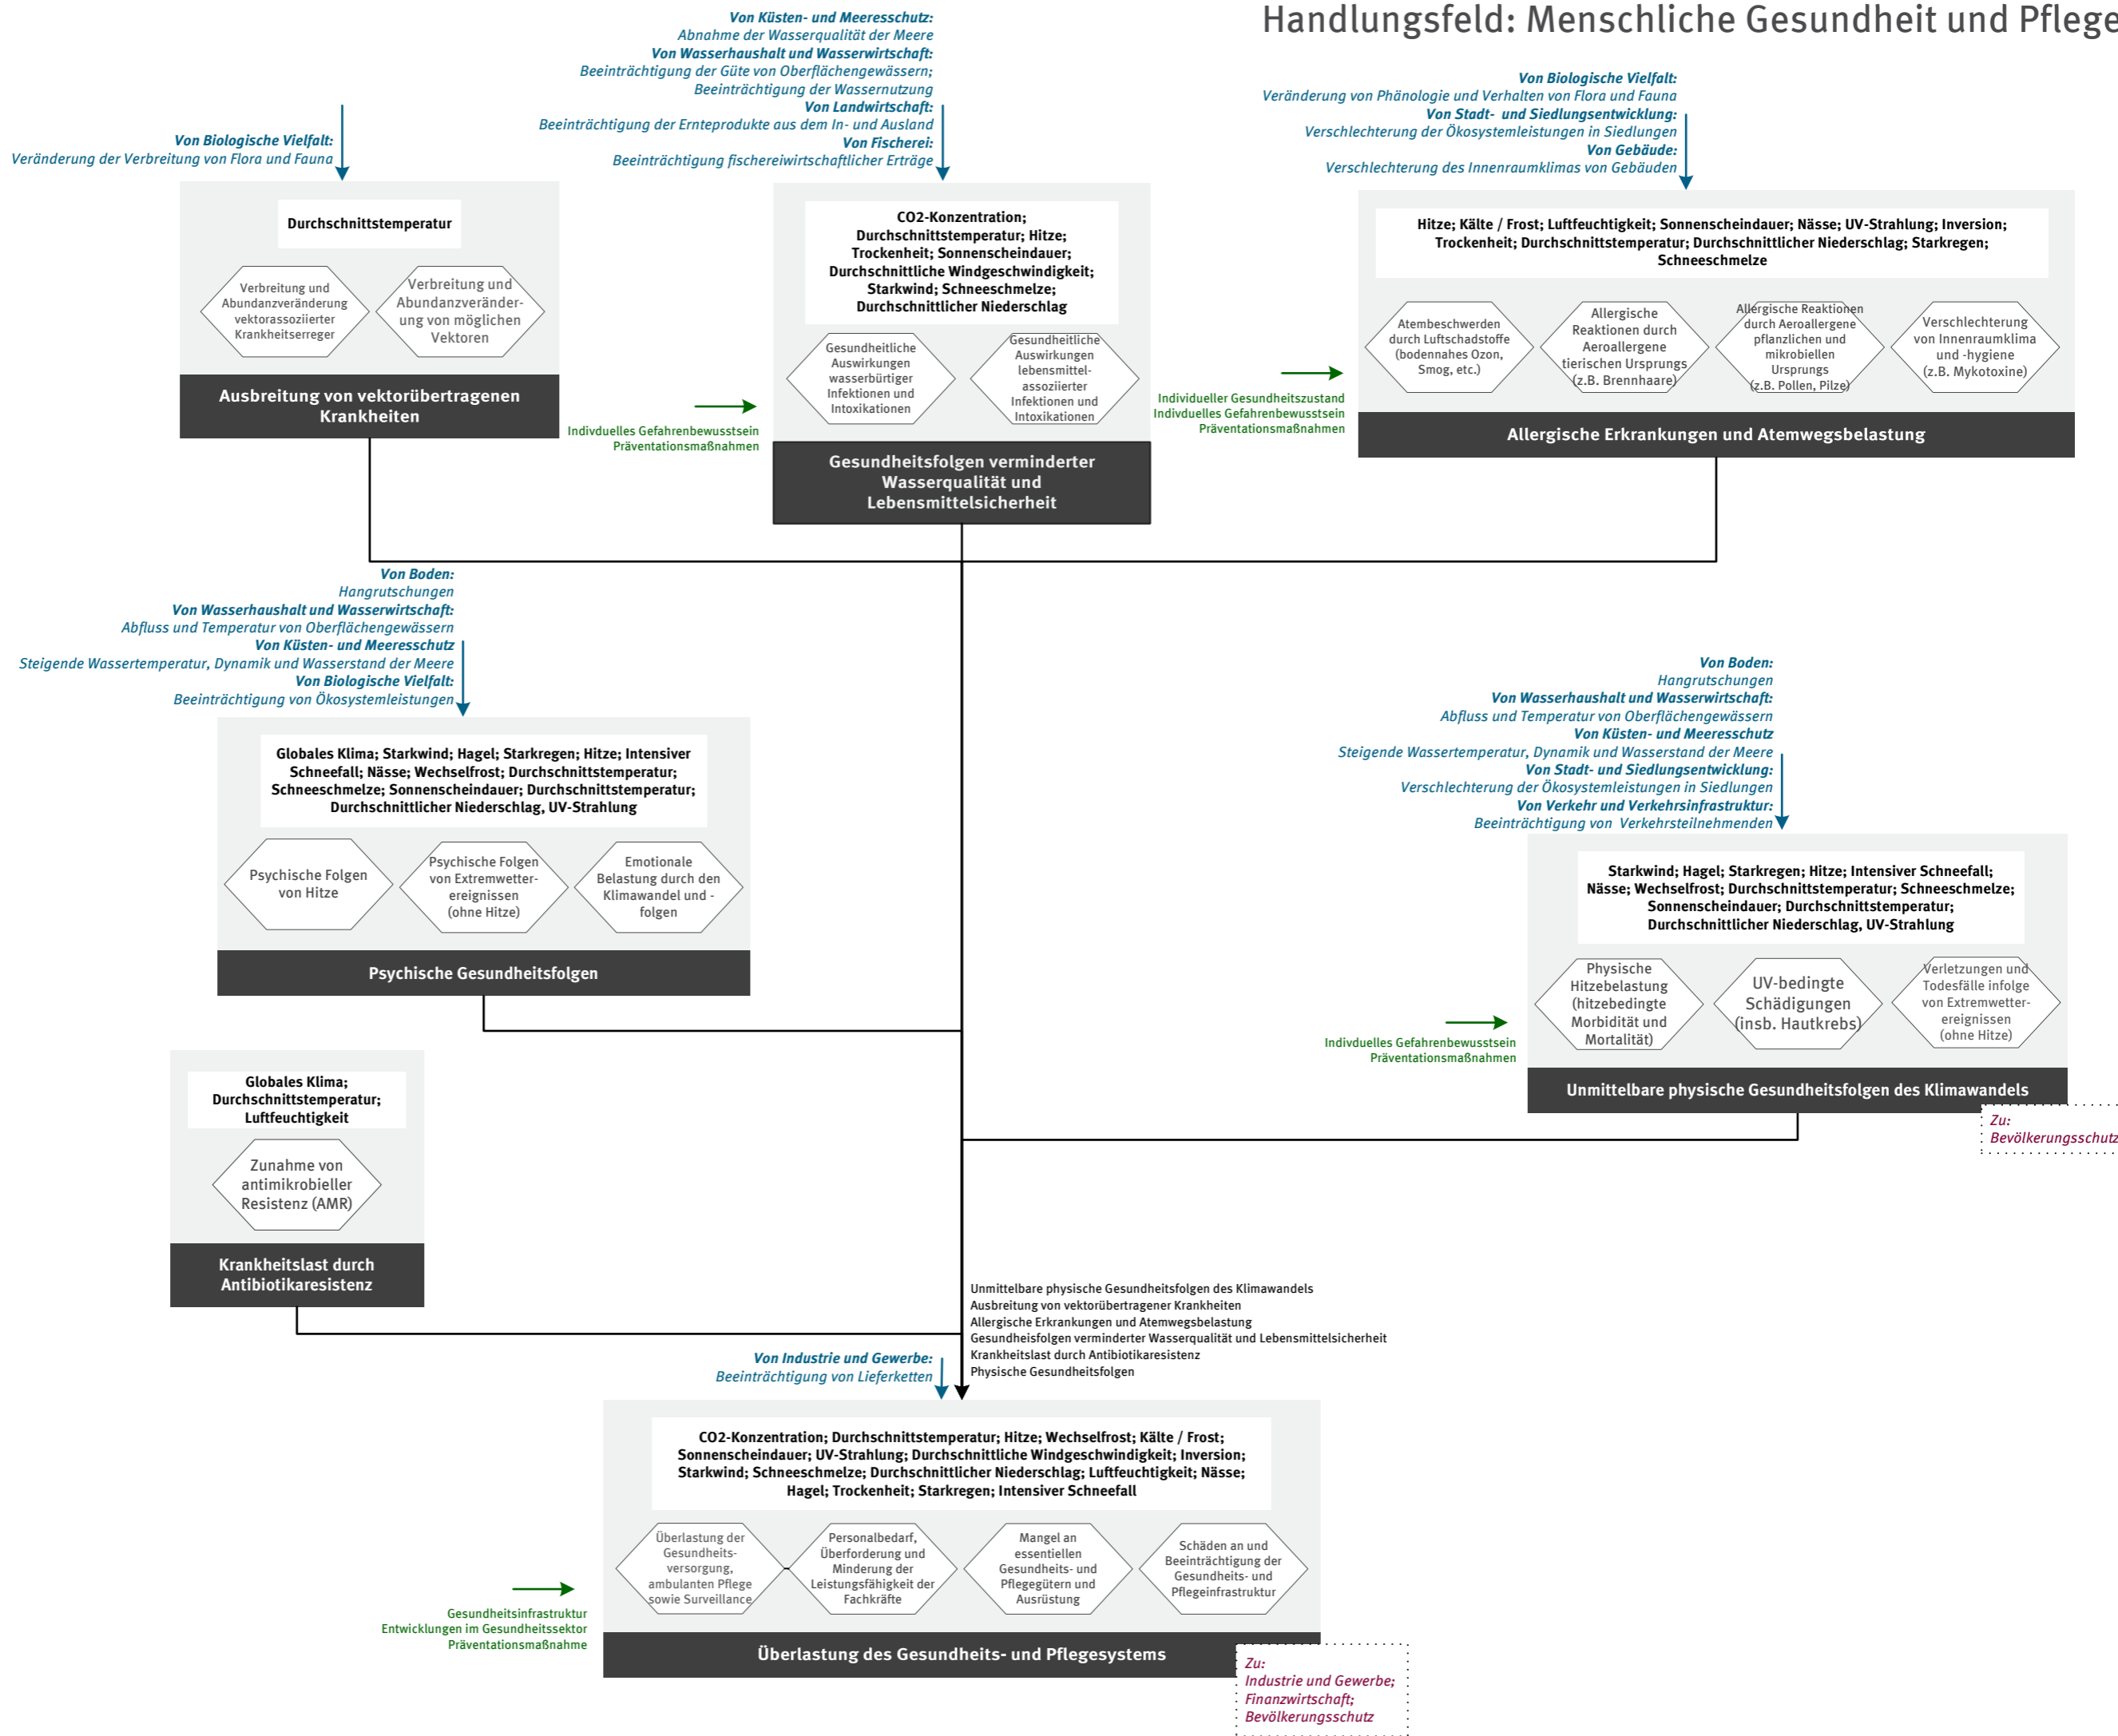 Handlungsfeld: Menschliche Gesundheit und Pflege
Von Biologische Vielfalt:
Veränderung der Verbreitung von Flora und Fauna
Durchschnittstemperatur
Verbreitung und
Abundanzveränderung
vektorassoziierter
Krankheitserreger
Verbreitung und
Abundanzveränder-
ung von möglichen
Vektoren
Ausbreitung von vektorübertragenen
Krankheiten
Von Küsten- und Meeresschutz:
Abnahme der Wasserqualität der Meere
Von Wasserhaushalt und Wasserwirtschaft:
Beeinträchtigung der Güte von Oberflächengewässern;
Beeinträchtigung der Wassernutzung
Von Landwirtschaft:
Beeinträchtigung der Ernteprodukte aus dem In- und Ausland
Von Fischerei:
Beeinträchtigung fischereiwirtschaftlicher Erträge
CO2-Konzentration;
Durchschnittstemperatur; Hitze;
Trockenheit; Sonnenscheindauer;
Durchschnittliche Windgeschwindigkeit;
Starkwind; Schneeschmelze;
Durchschnittlicher Niederschlag
Gesundheitliche
Auswirkungen
wasserbürtiger
Infektionen und
Intoxikationen
Gesundheitliche
Auswirkungen
lebensmittel-
assoziierter
Infektionen und
Intoxikationen
Indivduelles Gefahrenbewusstsein
Präventationsmaßnahmen
Gesundheitsfolgen verminderter
Wasserqualität und
Lebensmittelsicherheit
Von Biologische Vielfalt:
Veränderung von Phänologie und Verhalten von Flora und Fauna
Von Stadt- und Siedlungsentwicklung:
Verschlechterung der Ökosystemleistungen in Siedlungen
Von Gebäude:
Verschlechterung des Innenraumklimas von Gebäuden
Hitze; Kälte / Frost; Luftfeuchtigkeit; Sonnenscheindauer; Nässe; UV-Strahlung; Inversion;
Trockenheit; Durchschnittstemperatur; Durchschnittlicher Niederschlag; Starkregen;
Schneeschmelze
Atembeschwerden
durch Luftschadstoffe
(bodennahes Ozon,
Smog, etc.)
Allergische
Reaktionen durch
Aeroallergene
tierischen Ursprungs
(z.B. Brennhaare)
Allergische Reaktionen
durch Aeroallergene
pflanzlichen und
mikrobiellen
Ursprungs
(z.B. Pollen, Pilze)
Verschlechterung
von Innenraumklima
und -hygiene
(z.B. Mykotoxine)
Individueller Gesundheitszustand
Indivduelles Gefahrenbewusstsein
Präventationsmaßnahmen
Allergische Erkrankungen und Atemwegsbelastung
Von Boden:
Hangrutschungen
Von Wasserhaushalt und Wasserwirtschaft:
Abfluss und Temperatur von Oberflächengewässern
Von Küsten- und Meeresschutz
Steigende Wassertemperatur, Dynamik und Wasserstand der Meere
Von Biologische Vielfalt:
Beeinträchtigung von Ökosystemleistungen
Globales Klima; Starkwind; Hagel; Starkregen; Hitze; Intensiver
Schneefall; Nässe; Wechselfrost; Durchschnittstemperatur;
Schneeschmelze; Sonnenscheindauer; Durchschnittstemperatur;
Durchschnittlicher Niederschlag, UV-Strahlung
Psychische Folgen
von Hitze
Psychische Folgen
von Extremwetter-
ereignissen
(ohne Hitze)
Emotionale
Belastung durch den
Klimawandel und -
folgen
Psychische Gesundheitsfolgen
Von Boden:
Hangrutschungen
Von Wasserhaushalt und Wasserwirtschaft:
Abfluss und Temperatur von Oberflächengewässern
Von Küsten- und Meeresschutz
Steigende Wassertemperatur, Dynamik und Wasserstand der Meere
Von Stadt- und Siedlungsentwicklung:
Verschlechterung der Ökosystemleistungen in Siedlungen
Von Verkehr und Verkehrsinfrastruktur:
Beeinträchtigung von Verkehrsteilnehmenden
Starkwind; Hagel; Starkregen; Hitze; Intensiver Schneefall;
Nässe; Wechselfrost; Durchschnittstemperatur; Schneeschmelze;
Sonnenscheindauer; Durchschnittstemperatur;
Durchschnittlicher Niederschlag, UV-Strahlung
Physische
Hitzebelastung
(hitzebedingte
Morbidität und
Mortalität)
UV-bedingte
Schädigungen
(insb. Hautkrebs)
Verletzungen und
Todesfälle infolge
von Extremwetter-
ereignissen
(ohne Hitze)
Indivduelles Gefahrenbewusstsein
Präventationsmaßnahmen
Unmittelbare physische Gesundheitsfolgen des Klimawandels
Zu:
Bevölkerungsschutz
Globales Klima;
Durchschnittstemperatur;
Luftfeuchtigkeit
Zunahme von
antimikrobieller
Resistenz (AMR)
Krankheitslast durch
Antibiotikaresistenz
Unmittelbare physische Gesundheitsfolgen des Klimawandels
Ausbreitung von vektorübertragener Krankheiten
Allergische Erkrankungen und Atemwegsbelastung
Gesundheisfolgen verminderter Wasserqualität und Lebensmittelsicherheit
Krankheitslast durch Antibiotikaresistenz
Physische Gesundheitsfolgen
Von Industrie und Gewerbe:
Beeinträchtigung von Lieferketten
CO2-Konzentration; Durchschnittstemperatur; Hitze; Wechselfrost; Kälte / Frost;
Sonnenscheindauer; UV-Strahlung; Durchschnittliche Windgeschwindigkeit; Inversion;
Starkwind; Schneeschmelze; Durchschnittlicher Niederschlag; Luftfeuchtigkeit; Nässe;
Hagel; Trockenheit; Starkregen; Intensiver Schneefall
Überlastung der
Gesundheits-
versorgung,
ambulanten Pflege
sowie Surveillance
Personalbedarf,
Überforderung und
Minderung der
Leistungsfähigkeit der
Fachkräfte
Mangel an
essentiellen
Gesundheits- und
Pflegegütern und
Ausrüstung
Schäden an und
Beeinträchtigung der
Gesundheits- und
Pflegeinfrastruktur
Gesundheitsinfrastruktur
Entwicklungen im Gesundheitssektor
Präventationsmaßnahme
Überlastung des Gesundheits- und Pflegesystems
Zu:
Industrie und Gewerbe;
Finanzwirtschaft;
Bevölkerungsschutz